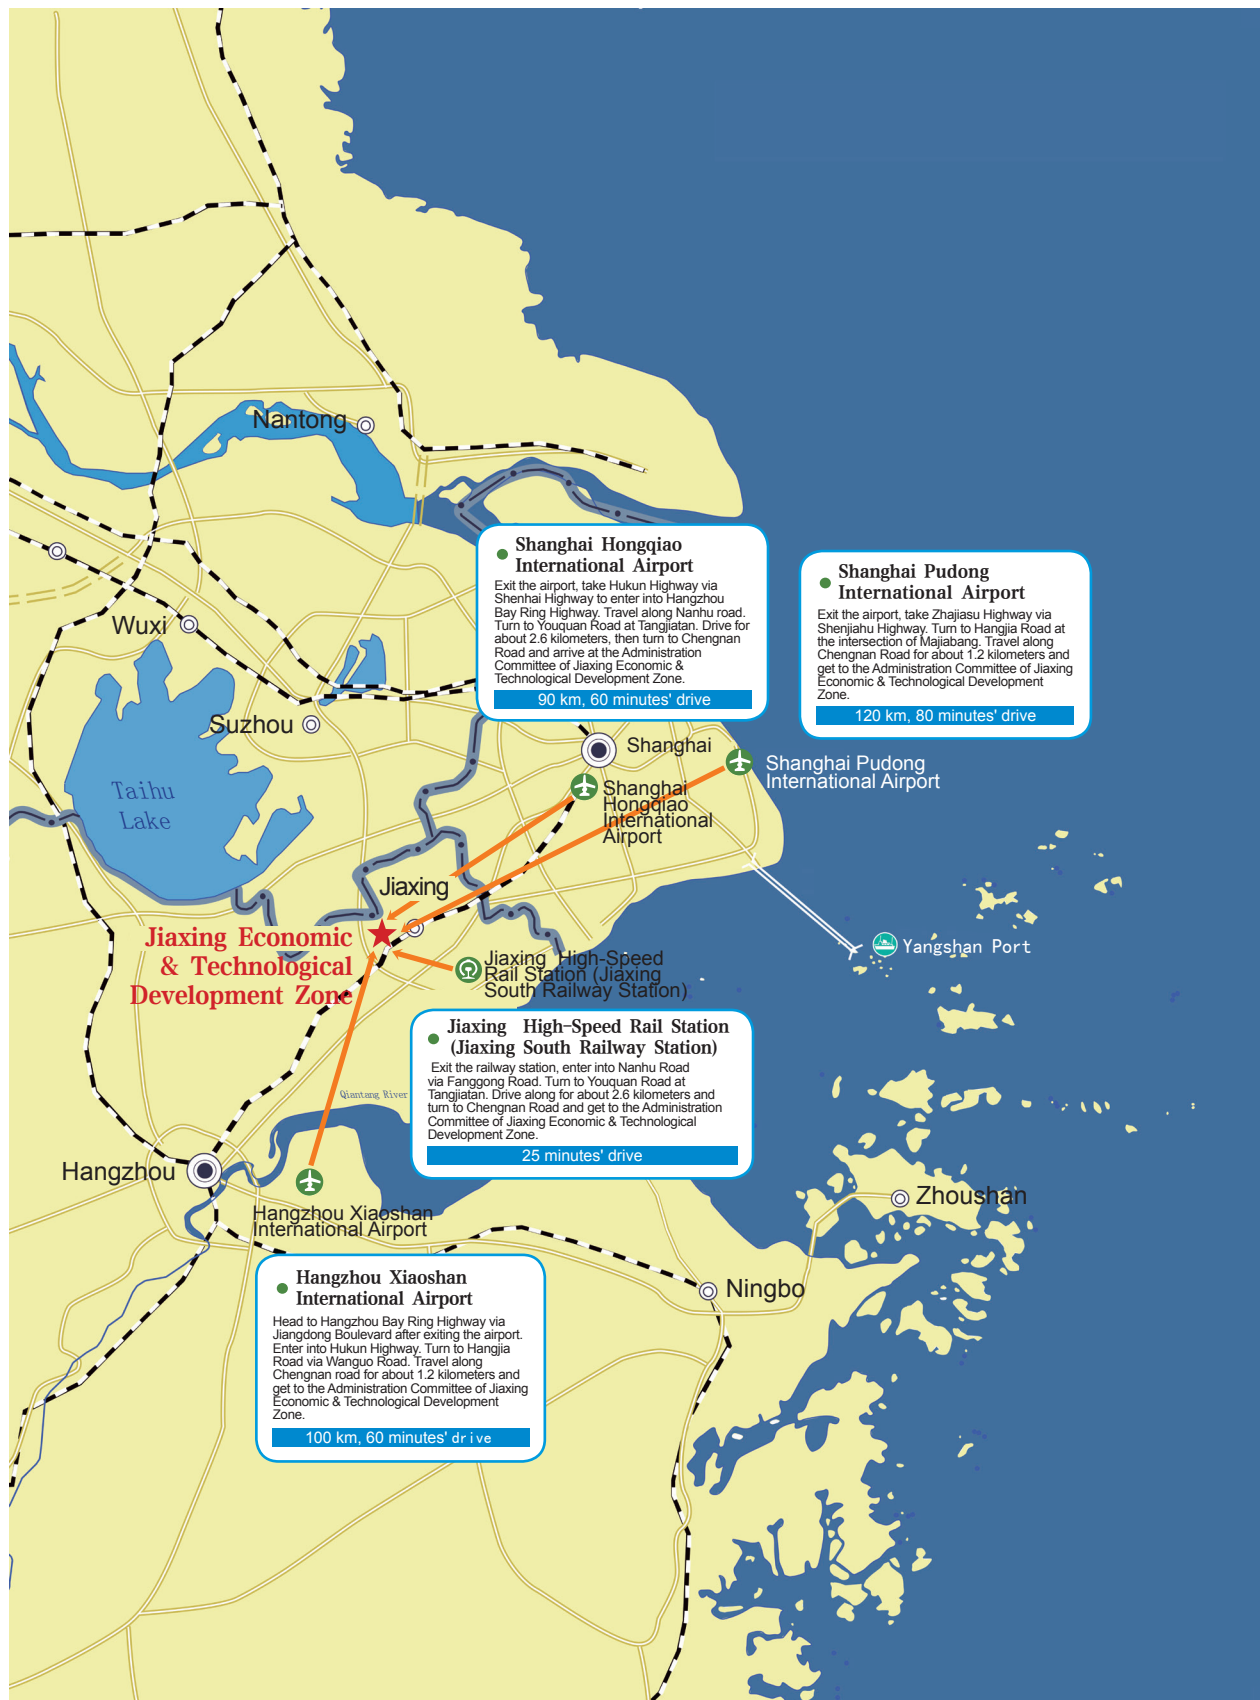 Nantong
Shanghai Hongqiao
International Airport
Exit the airport, take Hukun Highway via
Shenhai Highway to enter into Hangzhou
Bay Ring Highway. Travel along Nanhu road.
Turn to Youquan Road at Tangjiatan. Drive for
about 2.6 kilometers, then turn to Chengnan
Road and arrive at the Administration
Committee of Jiaxing Economic &
Technological Development Zone.
90 km, 60 minutes' drive
Shanghai Pudong
International Airport
Exit the airport, take Zhajiasu Highway via
Shenjiahu Highway. Turn to Hangjia Road at
the intersection of Majiabang. Travel along
Chengnan Road for about 1.2 kilometers and
get to the Administration Committee of Jiaxing
Economic & Technological Development
Zone.
120 km, 80 minutes' drive
Wuxi
Suzhou
Shanghai
Shanghai Pudong
International Airport
Taihu
Lake
Shanghai
Hongqiao
International
Airport
Jiaxing
Jiaxing Economic
& Technological
Development Zone
Yangshan Port
Jiaxing High-Speed
Rail Station (Jiaxing
South Railway Station)
Jiaxing High-Speed Rail Station
(Jiaxing South Railway Station)
Exit the railway station, enter into Nanhu Road
via Fanggong Road. Turn to Youquan Road at
Tangjiatan. Drive along for about 2.6 kilometers and
turn to Chengnan Road and get to the Administration
Committee of Jiaxing Economic & Technological
Development Zone.
25 minutes' drive
Qiantang River
Hangzhou
Hangzhou Xiaoshan
International Airport
Zhoushan
Ningbo
Hangzhou Xiaoshan
International Airport
Head to Hangzhou Bay Ring Highway via
Jiangdong Boulevard after exiting the airport.
Enter into Hukun Highway. Turn to Hangjia
Road via Wanguo Road. Travel along
Chengnan road for about 1.2 kilometers and
get to the Administration Committee of Jiaxing
Economic & Technological Development
Zone.
100 km, 60 minutes' drive